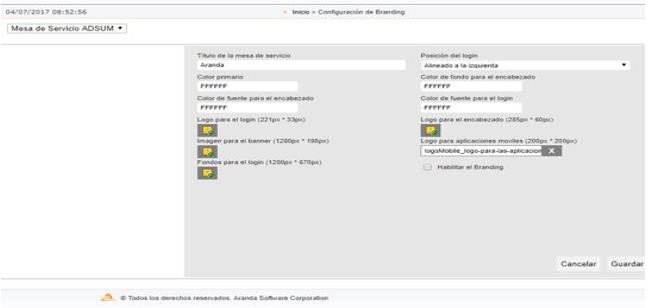 04/07/2017 08:52:56
Inicio > Configuración de Branding
Mesa de Servicio ADSUM
Título de la mesa de servicio
Aranda
Posición del login
Alineado a la izquierda
Color primario
FFFFFF
Color de fondo para el encabezado
FFFFFF
Color de fuente para el encabezado
FFFFFF
Color de fuente para el login
FFFFFF
Logo para el login (221px * 33px)
Logo para el encabezado (285px * 60px)
Imagen para el banner (1280px * 198px)
Logo para aplicaciones moviles (200px * 200px)
logoMobile_logo-para-las-aplicacion X
Fondos para el login (1280px * 678px)
Habilitar el Branding
Cancelar Guardar
© Todos los derechos reservados. Aranda Software Corporation